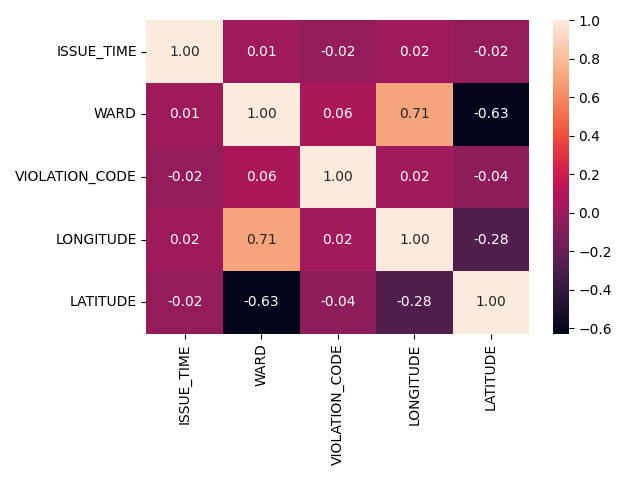 ISSUE_TIME 1.00 0.01 -0.02 0.02 -0.02
WARD 0.01 1.00 0.06 0.71 -0.63
VIOLATION_CODE -0.02 0.06 1.00 0.02 -0.04
LONGITUDE 0.02 0.71 0.02 1.00 -0.28
LATITUDE -0.02 -0.63 -0.04 -0.28 1.00
ISSUE_TIME
WARD
VIOLATION_CODE
LONGITUDE
LATITUDE
1.0
0.8
0.6
0.4
0.2
0.0
−0.2
−0.4
−0.6